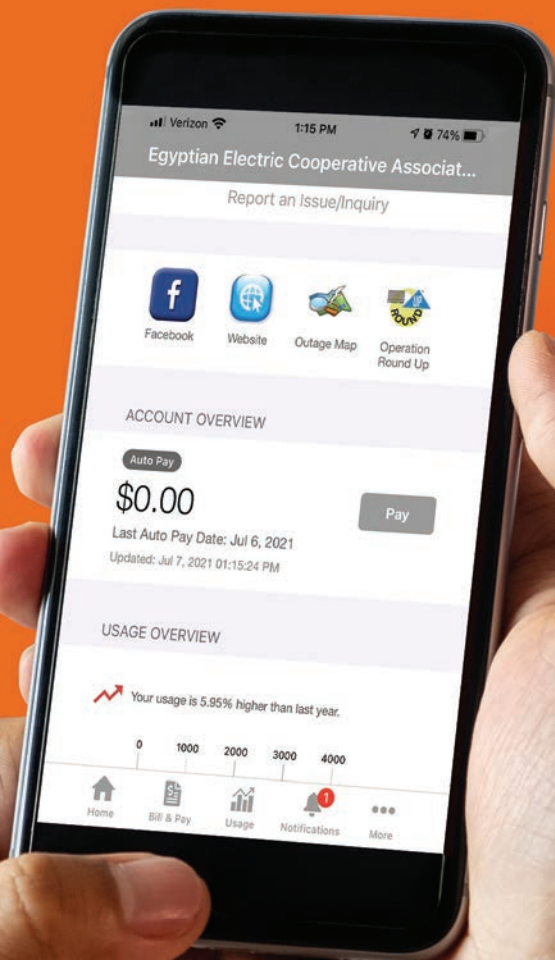 Verizon 1:15 PM 74%
Egyptian Electric Cooperative Associat...
Report an Issue/Inquiry
f
UP
ROUND
Facebook Website Outage Map Operation
Round Up
ACCOUNT OVERVIEW
Auto Pay
$0.00
Pay
Last Auto Pay Date: Jul 6, 2021
Updated: Jul 7, 2021 01:15:24 PM
USAGE OVERVIEW
Your usage is 5.95% higher than last year.
0 1000 2000 3000 4000
$
1
Home Bill & Pay Usage Notifications More